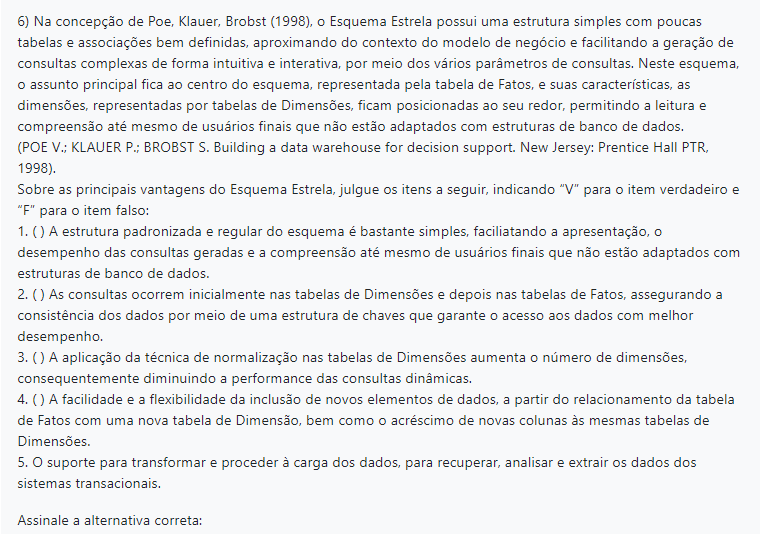 6) Na concepção de Poe, Klauer, Brobst (1998), o Esquema Estrela possui uma estrutura simples com poucas
tabelas e associações bem definidas, aproximando do contexto do modelo de negócio e facilitando a geração de
consultas complexas de forma intuitiva e interativa, por meio dos vários parâmetros de consultas. Neste esquema,
o assunto principal fica ao centro do esquema, representada pela tabela de Fatos, e suas características, as
dimensões, representadas por tabelas de Dimensões, ficam posicionadas ao seu redor, permitindo a leitura e
compreensão até mesmo de usuários finais que não estão adaptados com estruturas de banco de dados.
(POE V.; KLAUER P.; BROBST S. Building a data warehouse for decision support. New Jersey: Prentice Hall PTR,
1998).
Sobre as principais vantagens do Esquema Estrela, julgue os itens a seguir, indicando “V” para o item verdadeiro e
“F” para o item falso:
1. ( ) A estrutura padronizada e regular do esquema é bastante simples, faciliatando a apresentação, o
desempenho das consultas geradas e a compreensão até mesmo de usuários finais que não estão adaptados com
estruturas de banco de dados.
2. ( ) As consultas ocorrem inicialmente nas tabelas de Dimensões e depois nas tabelas de Fatos, assegurando a
consistência dos dados por meio de uma estrutura de chaves que garante o acesso aos dados com melhor
desempenho.
3. ( ) A aplicação da técnica de normalização nas tabelas de Dimensões aumenta o número de dimensões,
consequentemente diminuindo a performance das consultas dinâmicas.
4. ( ) A facilidade e a flexibilidade da inclusão de novos elementos de dados, a partir do relacionamento da tabela
de Fatos com uma nova tabela de Dimensão, bem como o acréscimo de novas colunas às mesmas tabelas de
Dimensões.
5. O suporte para transformar e proceder à carga dos dados, para recuperar, analisar e extrair os dados dos
sistemas transacionais.
Assinale a alternativa correta: